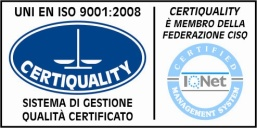 UNI EN ISO 9001:2008
CERTIQUALITY
SISTEMA DI GESTIONE
QUALITÀ CERTIFICATO
CERTIQUALITY
È MEMBRO DELLA
FEDERAZIONE CISQ
CERTIFIED
IQNet
MANAGEMENT SYSTEM